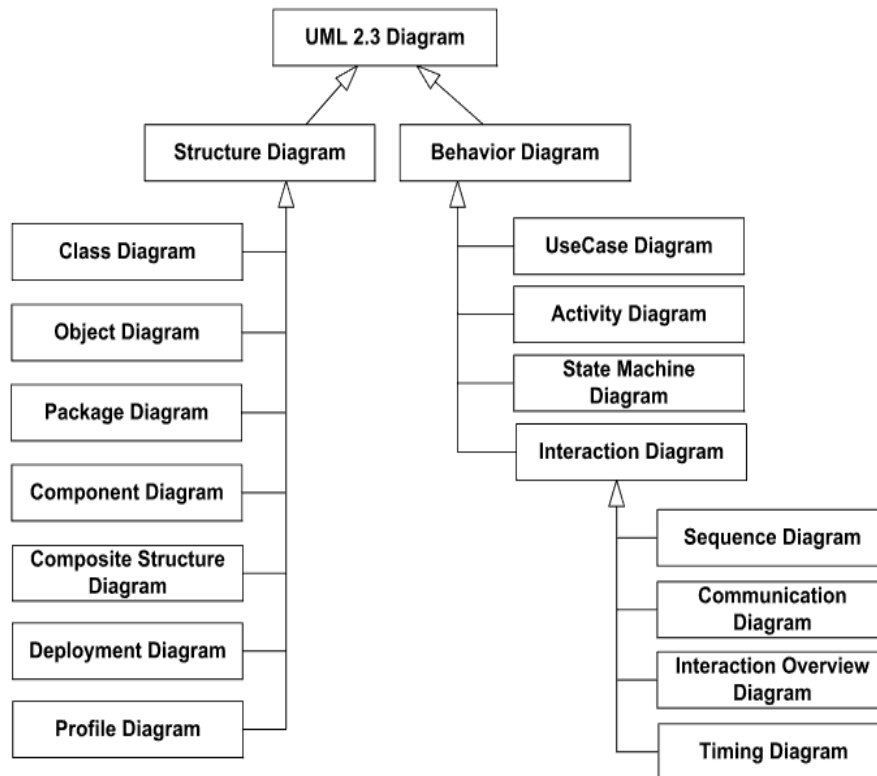 UML 2.3 Diagram
Structure Diagram
Behavior Diagram
Class Diagram
Object Diagram
Package Diagram
Component Diagram
Composite Structure
Diagram
Deployment Diagram
Profile Diagram
UseCase Diagram
Activity Diagram
State Machine
Diagram
Interaction Diagram
Sequence Diagram
Communication
Diagram
Interaction Overview
Diagram
Timing Diagram